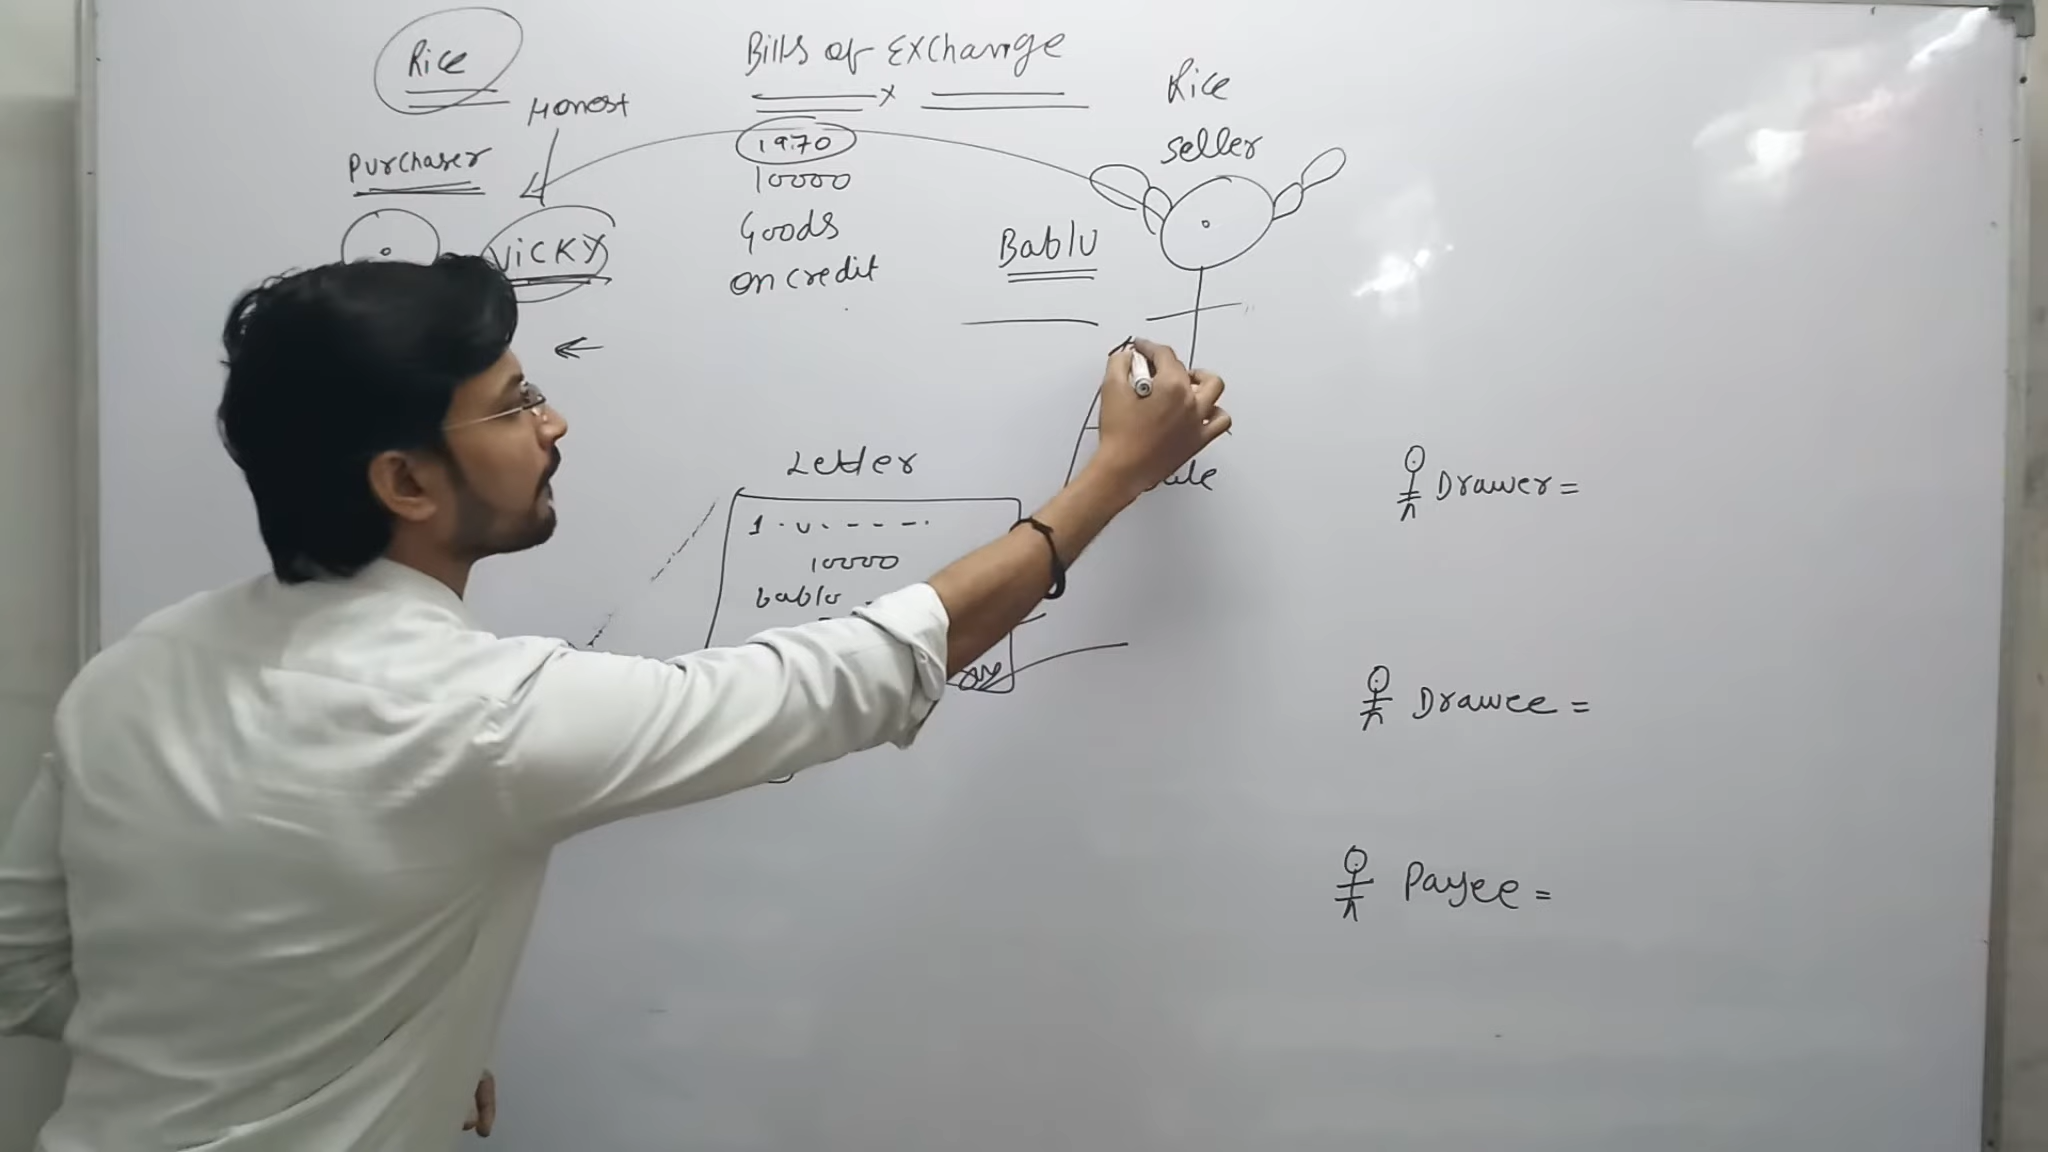 Rice
Bills of Exchange
Rice
seller
Honest
Purchaser
1970
10000
Goods
on credit
VICKY
Bablu
Letter
10000
bablu
Drawer =
Drawee =
Payee =